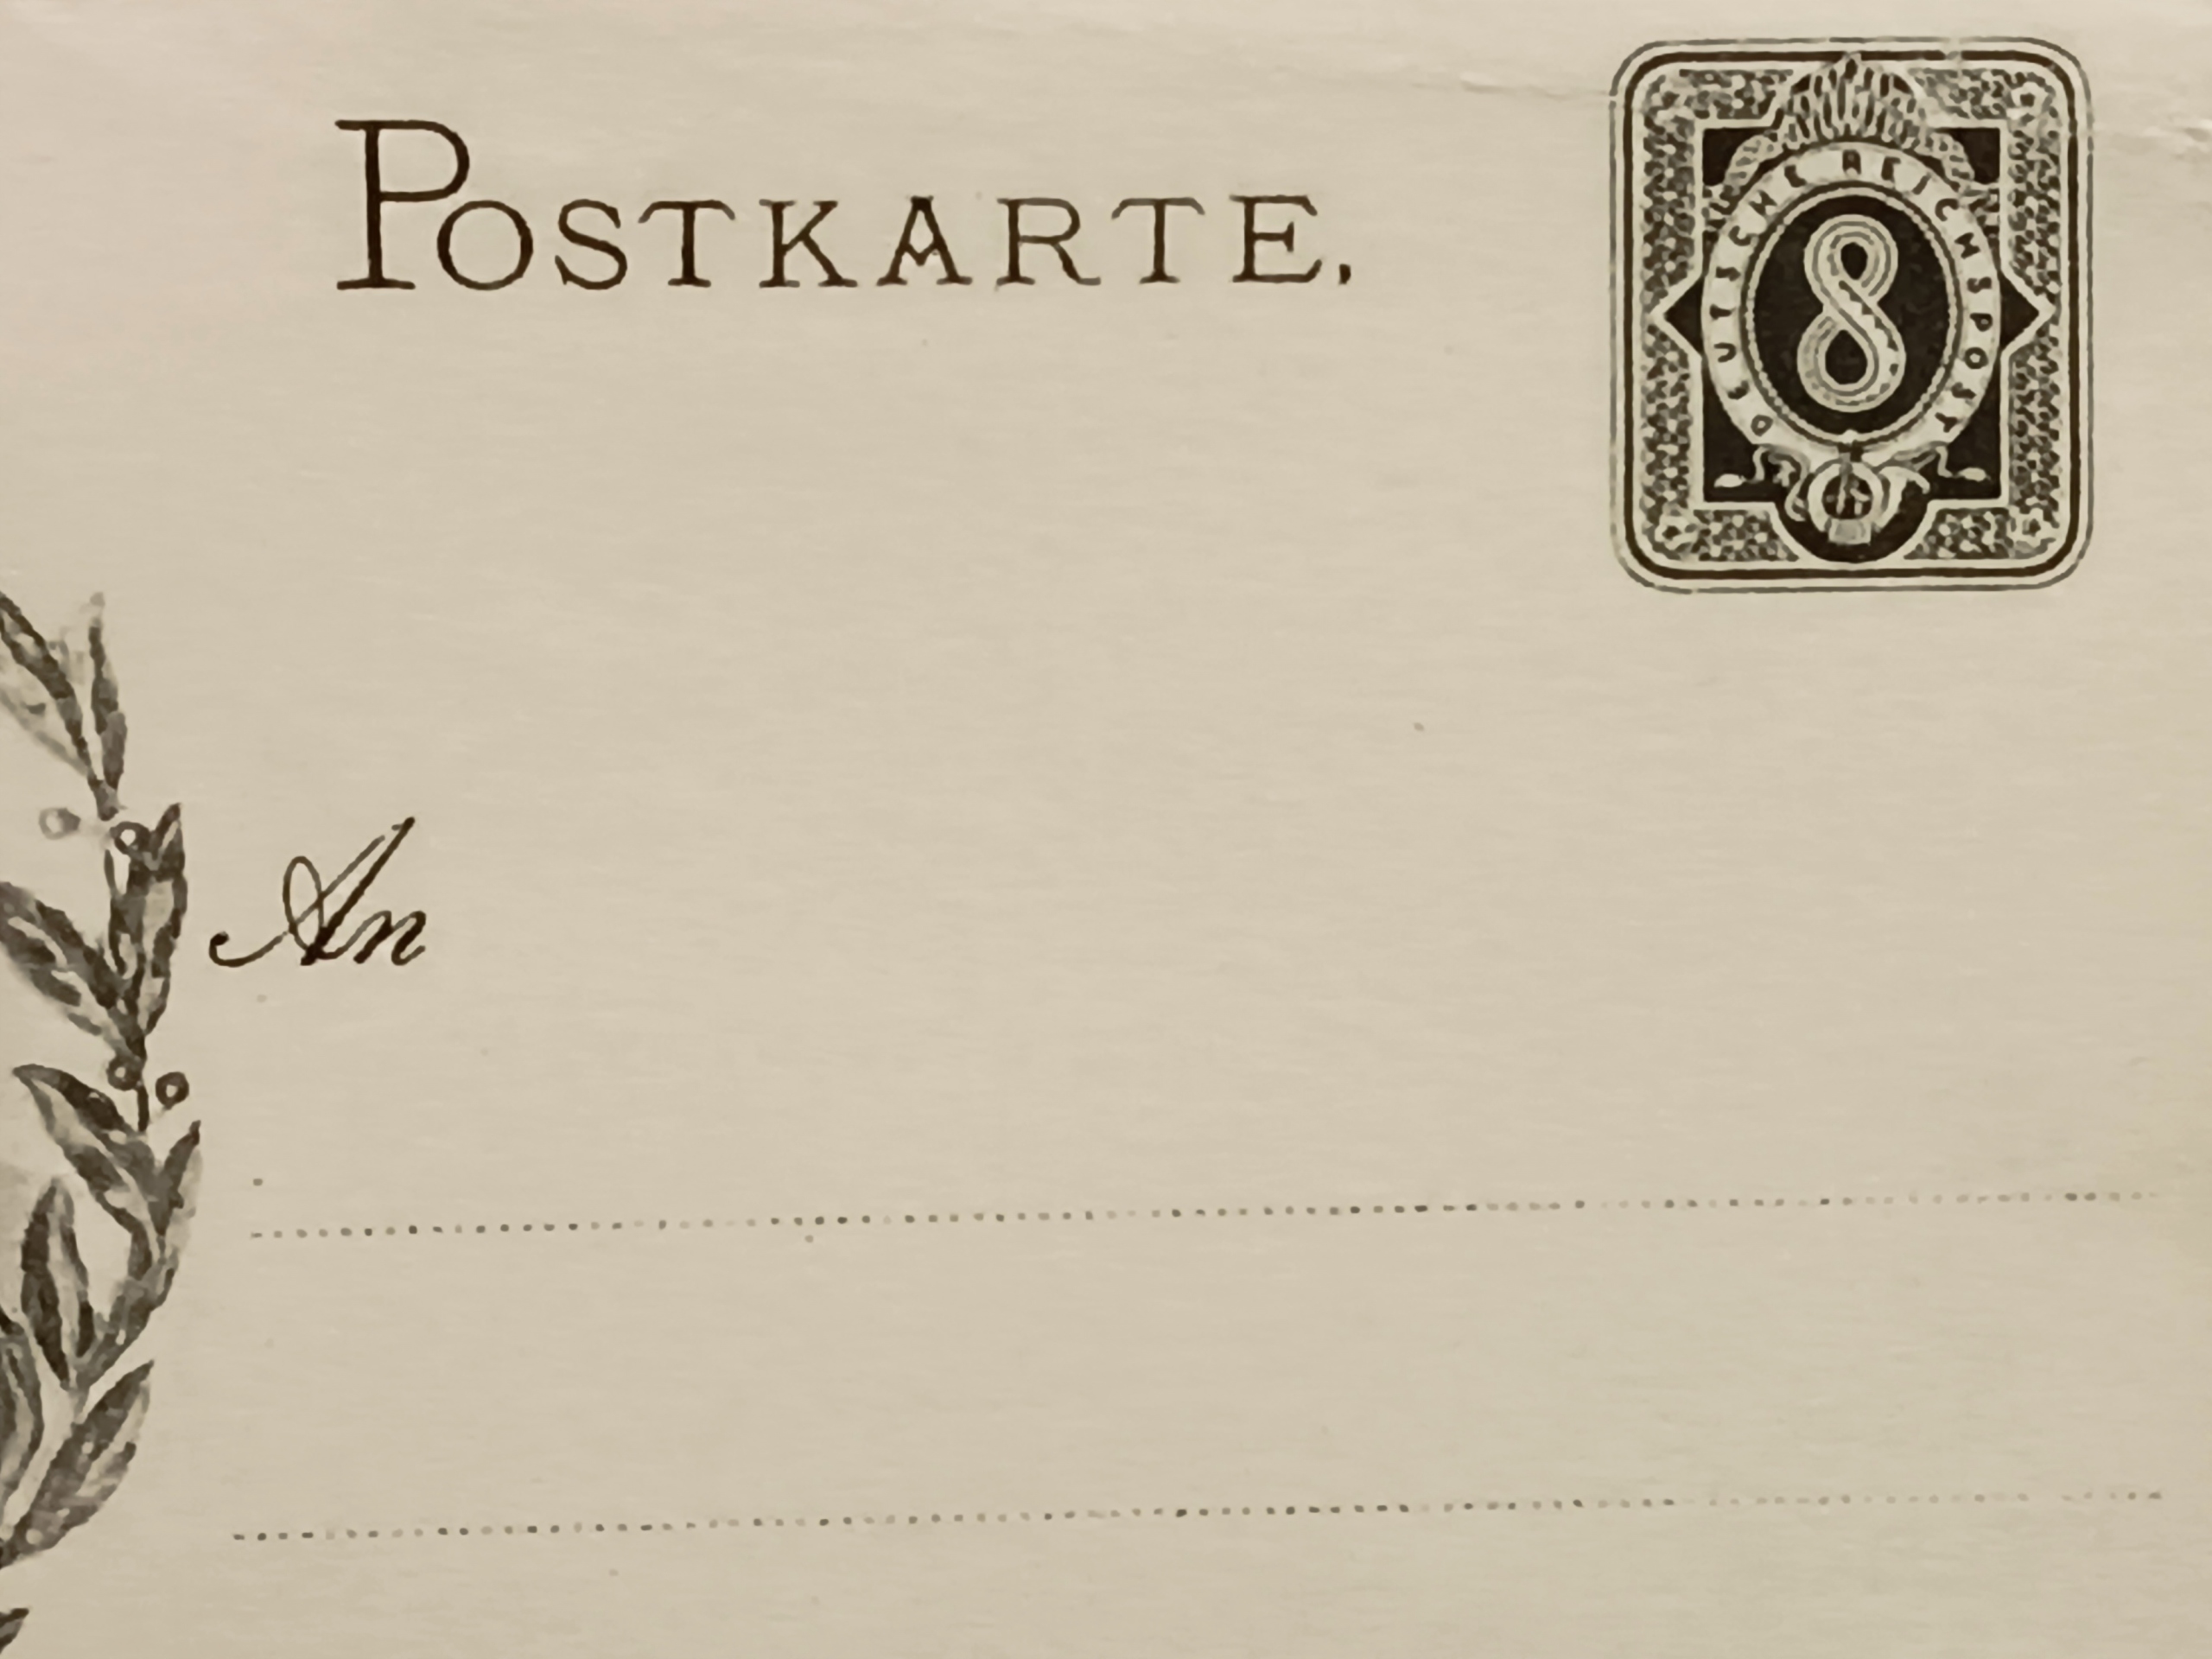 POSTKARTE.
DEUTSCHE REICHSPOST
8
An